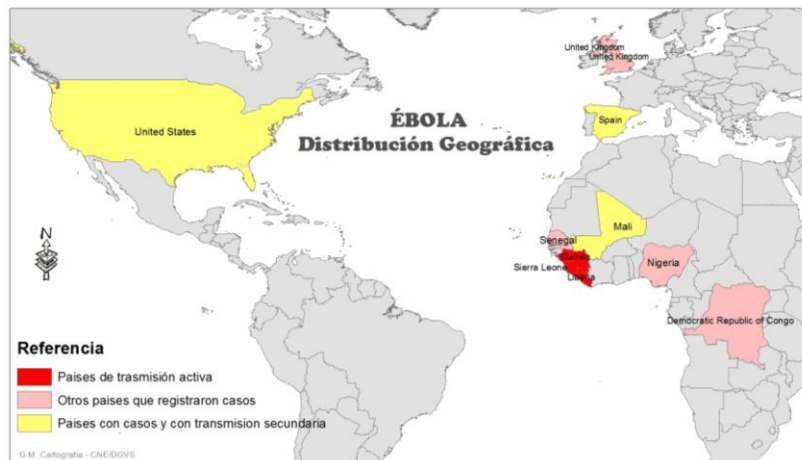 ÉBOLA
Distribución Geográfica
United States
United Kingdom
United Kingdom
Spain
Mali
Senegal
Guinea
Sierra Leone
Liberia
Nigeria
Democratic Republic of Congo
N
Referencia
Paises de trasmisión activa
Otros paises que registraron casos
Paises con casos y con transmision secundaria
G.M. Cartografía - CNE/DGVS